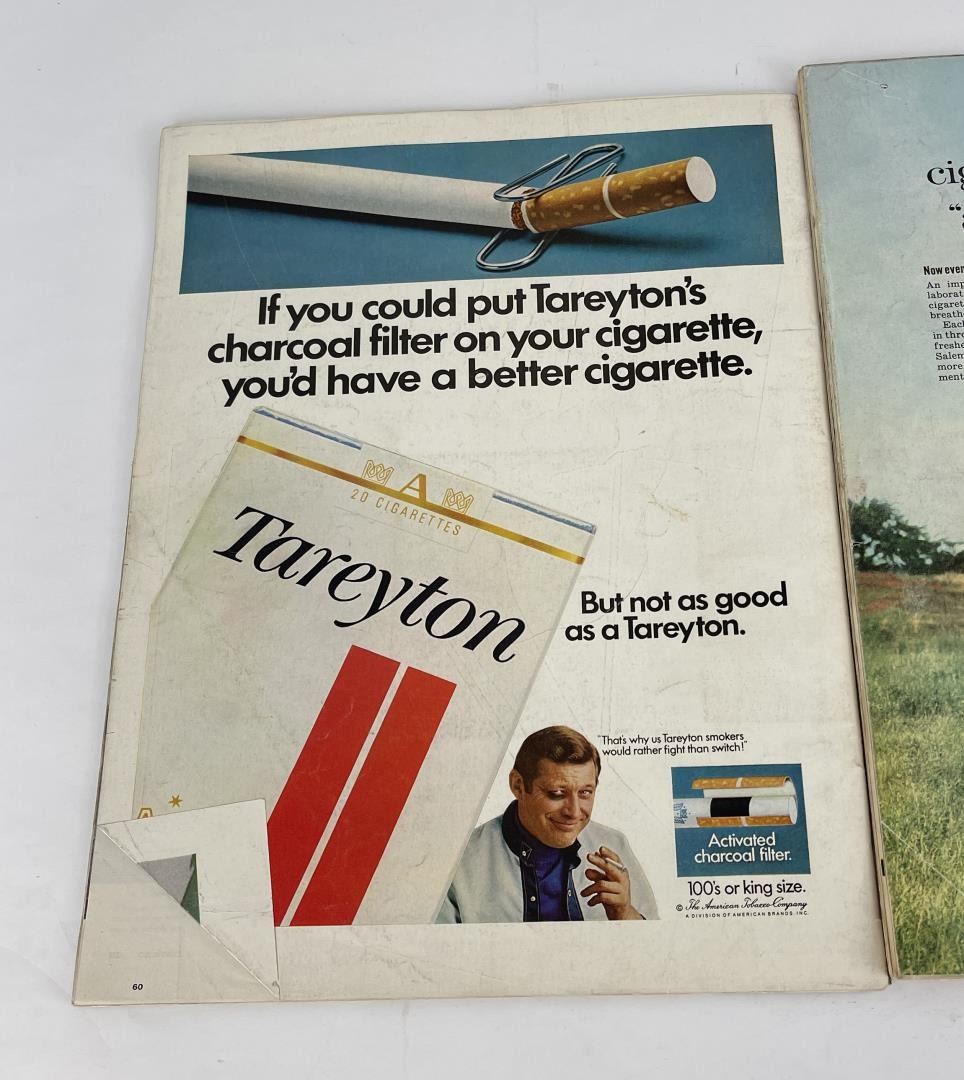 If you could put Tareyton's
charcoal filter on your cigarette,
you'd have a better cigarette.
A
20 CIGARETTES
Tareyton
But not as good
as a Tareyton.
"That's why us Tareyton smokers
would rather fight than switch!"
Activated
charcoal filter.
100's or king size.
© The American Tobacco Company
A DIVISION OF AMERICAN BRANDS, INC.
60
cig
Now ever
An imp
laborat
cigaret
breath
Each
in thro
freshe
Salem
more
ment